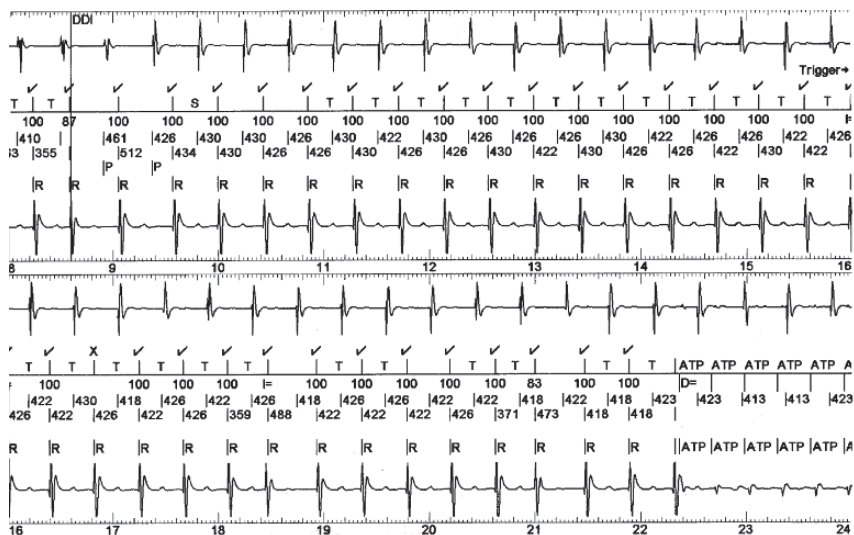 DDI
Trigger→
✓ ✓ ✓ ✓ ✓ ✓ ✓ ✓ ✓ ✓ ✓ ✓ ✓ ✓ ✓ ✓ ✓ ✓
T T S T T T T T T T T T T T T
100 87 100 100 100 100 100 100 100 100 100 100 100 100 100 100 100
410 461 426 430 430 426 430 430 422 430 430 426 430 422 426 426 422 426
355 512 434 430 426 426 430 426 426 426 430 422 430 426 422 430 422
P P
R R R R R R R R R R R R R R R R R
8 9 10 11 12 13 14 15 16
✓ X ✓ ✓ ✓ ✓ ✓ ✓ ✓ ✓ ✓ ✓ ✓ ✓
T T T T T T T T T T T T T ATP ATP ATP ATP ATP
100 100 100 100 I= 100 100 100 100 100 83 100 100 D=
422 430 418 426 422 426 418 426 426 422 422 418 422 418 423 423 413 413 423
426 422 426 422 426 359 488 422 422 422 426 371 473 418 418
R R R R R R R R R R R R R R R ATP ATP ATP ATP ATP
16 17 18 19 20 21 22 23 24